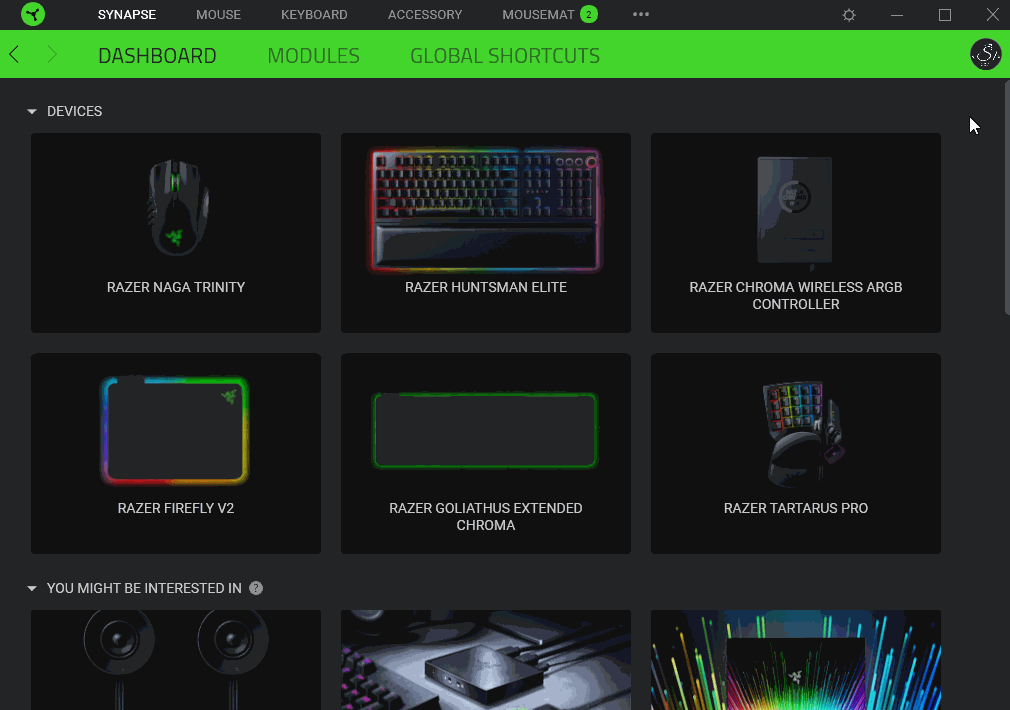 SYNAPSE MOUSE KEYBOARD ACCESSORY MOUSEMAT 2
DASHBOARD MODULES GLOBAL SHORTCUTS
DEVICES
RAZER NAGA TRINITY
RAZER HUNTSMAN ELITE
RAZER CHROMA WIRELESS ARGB
CONTROLLER
RAZER FIREFLY V2
RAZER GOLIATHUS EXTENDED
CHROMA
RAZER TARTARUS PRO
YOU MIGHT BE INTERESTED IN ?